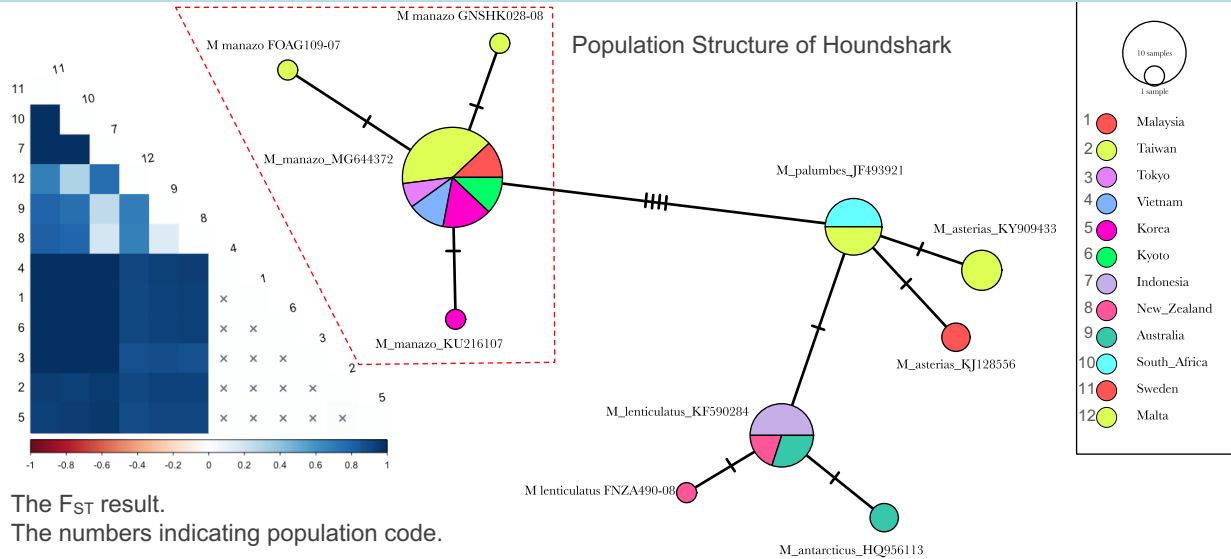 Population Structure of Houndshark
M manazo GNSHK028-08
M manazo FOAG109-07
M_manazo_MG644372
M_manazo_KU216107
M_palumbes_JF493921
M_asterias_KY909433
M_asterias_KJ128556
M_lenticulatus_KF590284
M lenticulatus FNZA490-08
M_antarcticus_HQ956113
11
10
7
12
9
8
4
1
6
3
2
5
11
10
7
12
9
8
4
1
6
3
2
5
-1 -0.8 -0.6 -0.4 -0.2 0 0.2 0.4 0.6 0.8 1
The FST result.
The numbers indicating population code.
10 samples
1 sample
1 Malaysia
2 Taiwan
3 Tokyo
4 Vietnam
5 Korea
6 Kyoto
7 Indonesia
8 New_Zealand
9 Australia
10 South_Africa
11 Sweden
12 Malta